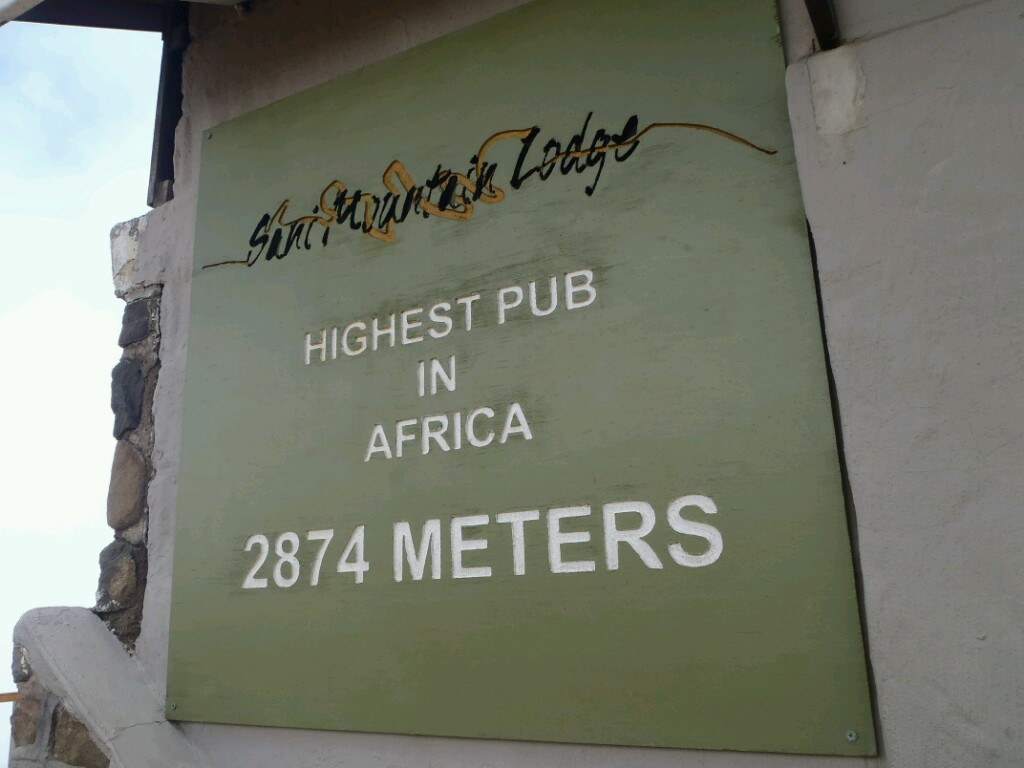 Sani Mountain Lodge
HIGHEST PUB
IN
AFRICA
2874 METERS